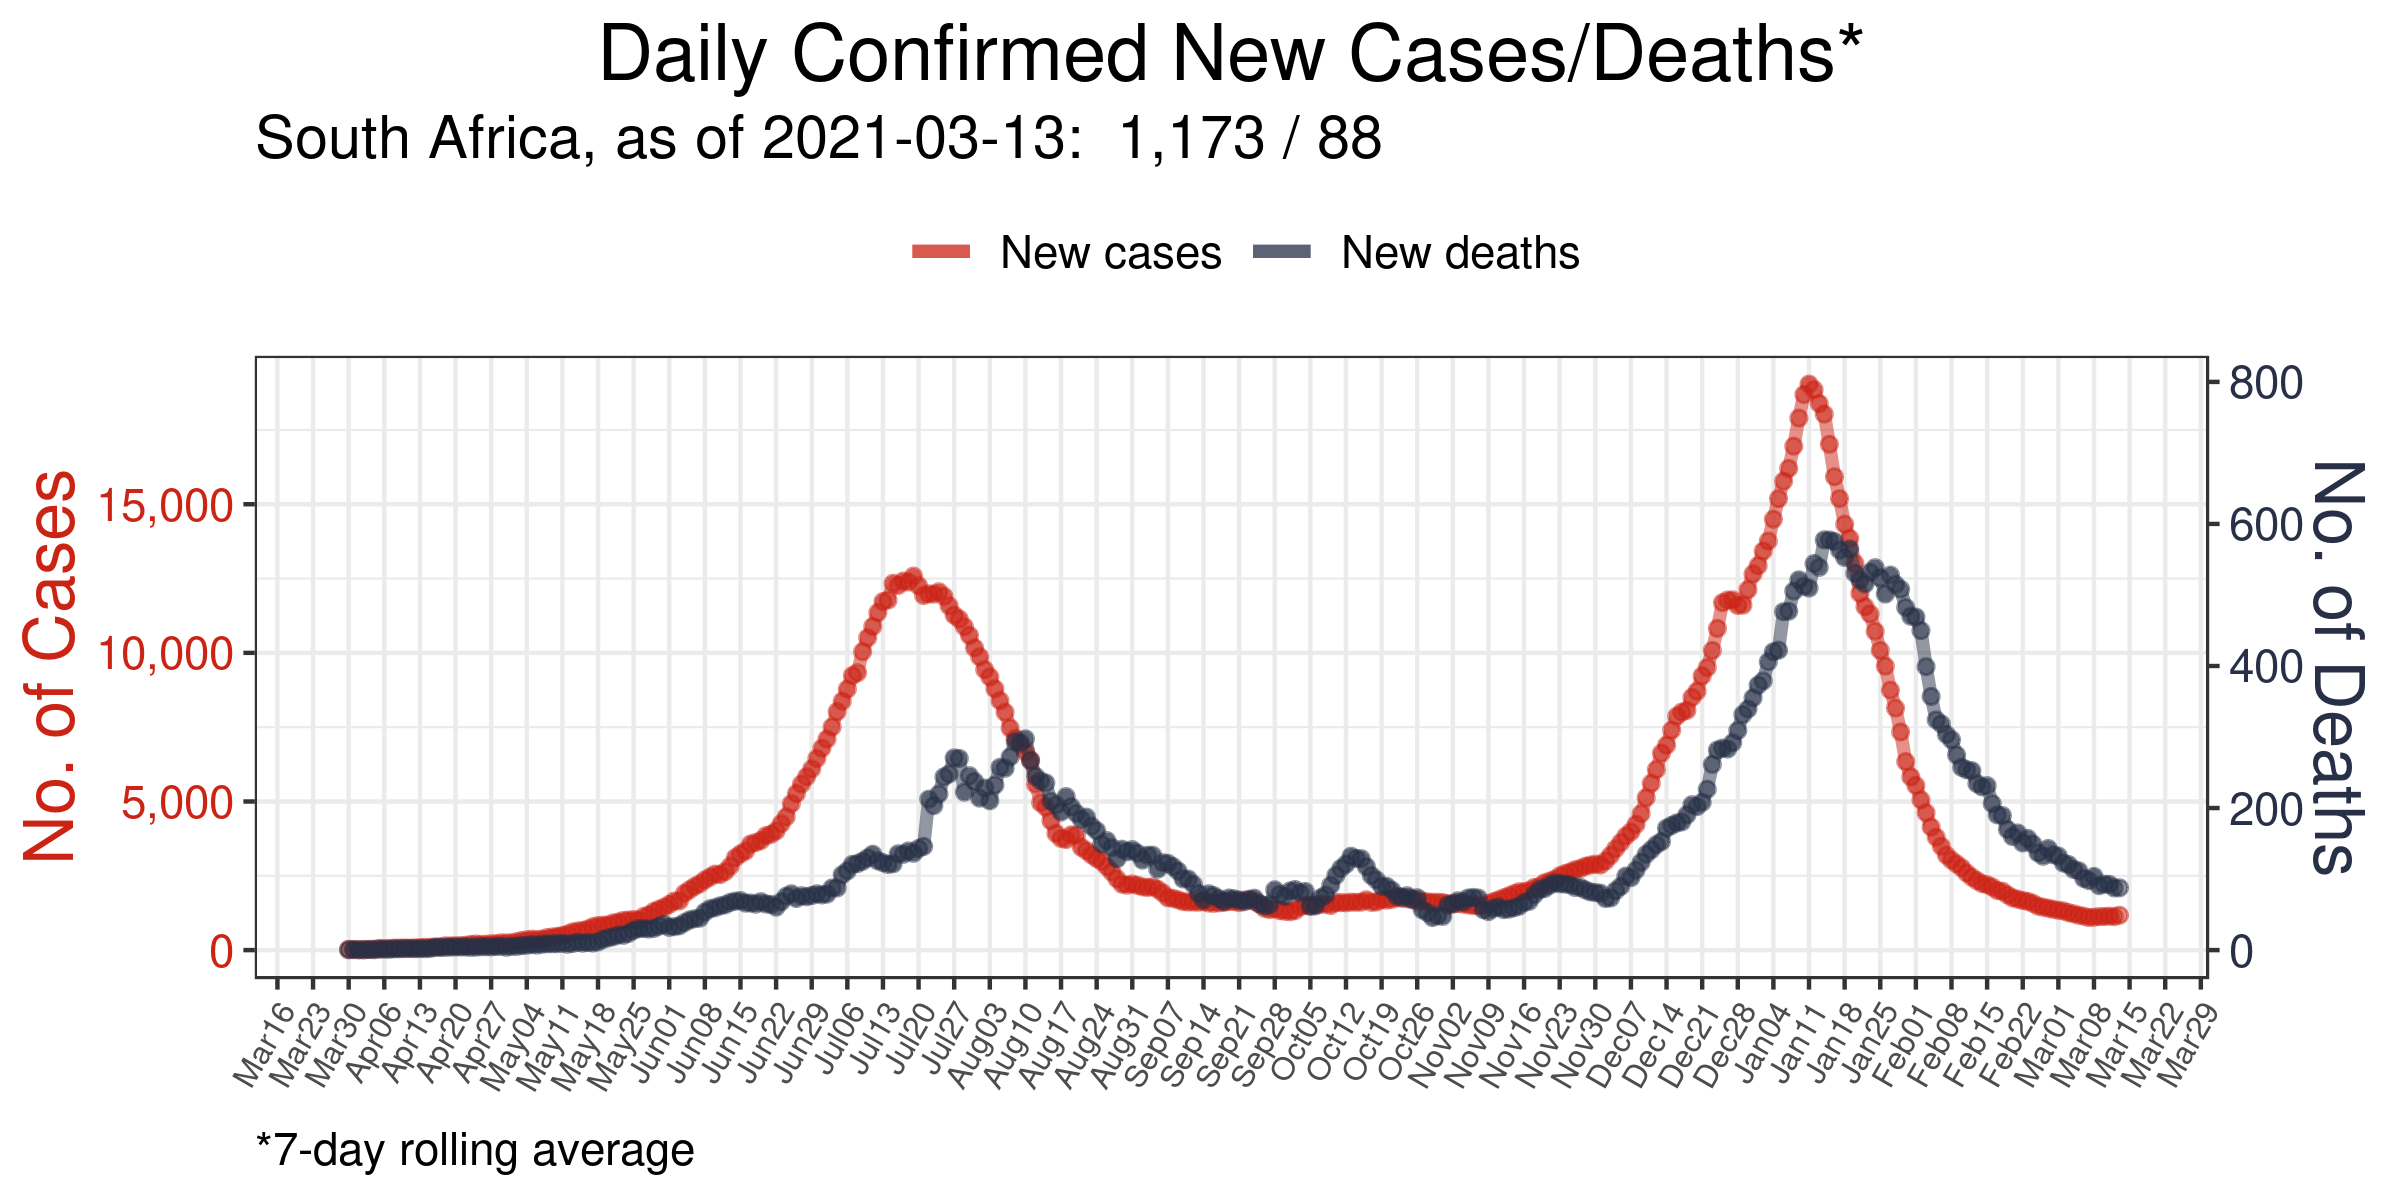 Daily Confirmed New Cases/Deaths*
South Africa, as of 2021-03-13:  1,173 / 88
New cases
New deaths
No. of Cases
15,000
10,000
5,000
0
800
600
400
200
0
No. of Deaths
Mar16
Mar23
Mar30
Apr06
Apr13
Apr20
Apr27
May04
May11
May18
May25
Jun01
Jun08
Jun15
Jun22
Jun29
Jul06
Jul13
Jul20
Jul27
Aug03
Aug10
Aug17
Aug24
Aug31
Sep07
Sep14
Sep21
Sep28
Oct05
Oct12
Oct19
Oct26
Nov02
Nov09
Nov16
Nov23
Nov30
Dec07
Dec14
Dec21
Dec28
Jan04
Jan11
Jan18
Jan25
Feb01
Feb08
Feb15
Feb22
Mar01
Mar08
Mar15
Mar22
Mar29
*7-day rolling average